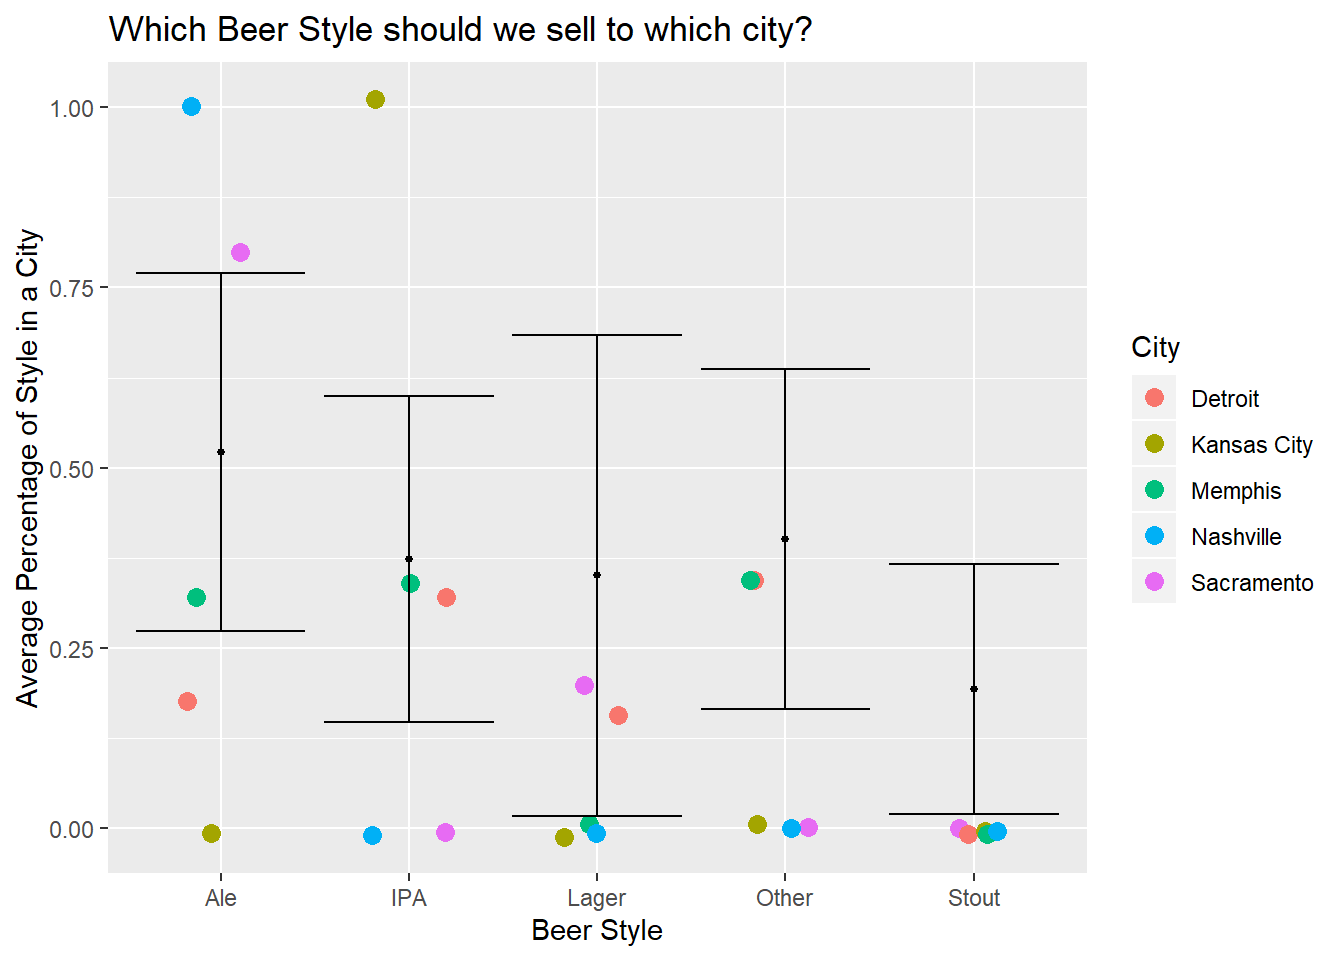 Which Beer Style should we sell to which city?
Average Percentage of Style in a City
1.00
0.75
0.50
0.25
0.00
Ale
IPA
Lager
Other
Stout
Beer Style
City
Detroit
Kansas City
Memphis
Nashville
Sacramento